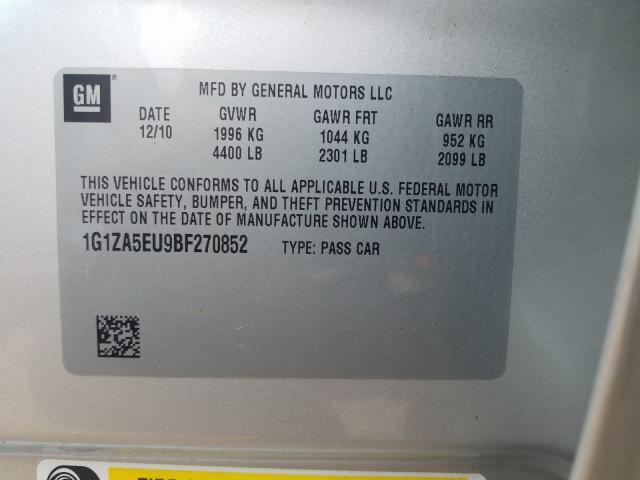 GM
MFD BY GENERAL MOTORS LLC
DATE GVWR GAWR FRT GAWR RR
12/10 1996 KG 1044 KG 952 KG
4400 LB 2301 LB 2099 LB
THIS VEHICLE CONFORMS TO ALL APPLICABLE U.S. FEDERAL MOTOR
VEHICLE SAFETY, BUMPER, AND THEFT PREVENTION STANDARDS IN
EFFECT ON THE DATE OF MANUFACTURE SHOWN ABOVE.
1G1ZA5EU9BF270852 TYPE: PASS CAR